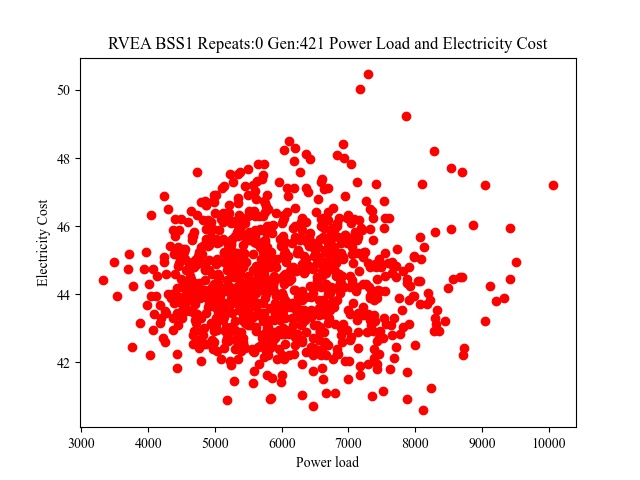 RVEA BSS1 Repeats:0 Gen:421 Power Load and Electricity Cost
50
48
46
44
42
Electricity Cost
3000 4000 5000 6000 7000 8000 9000 10000
Power load